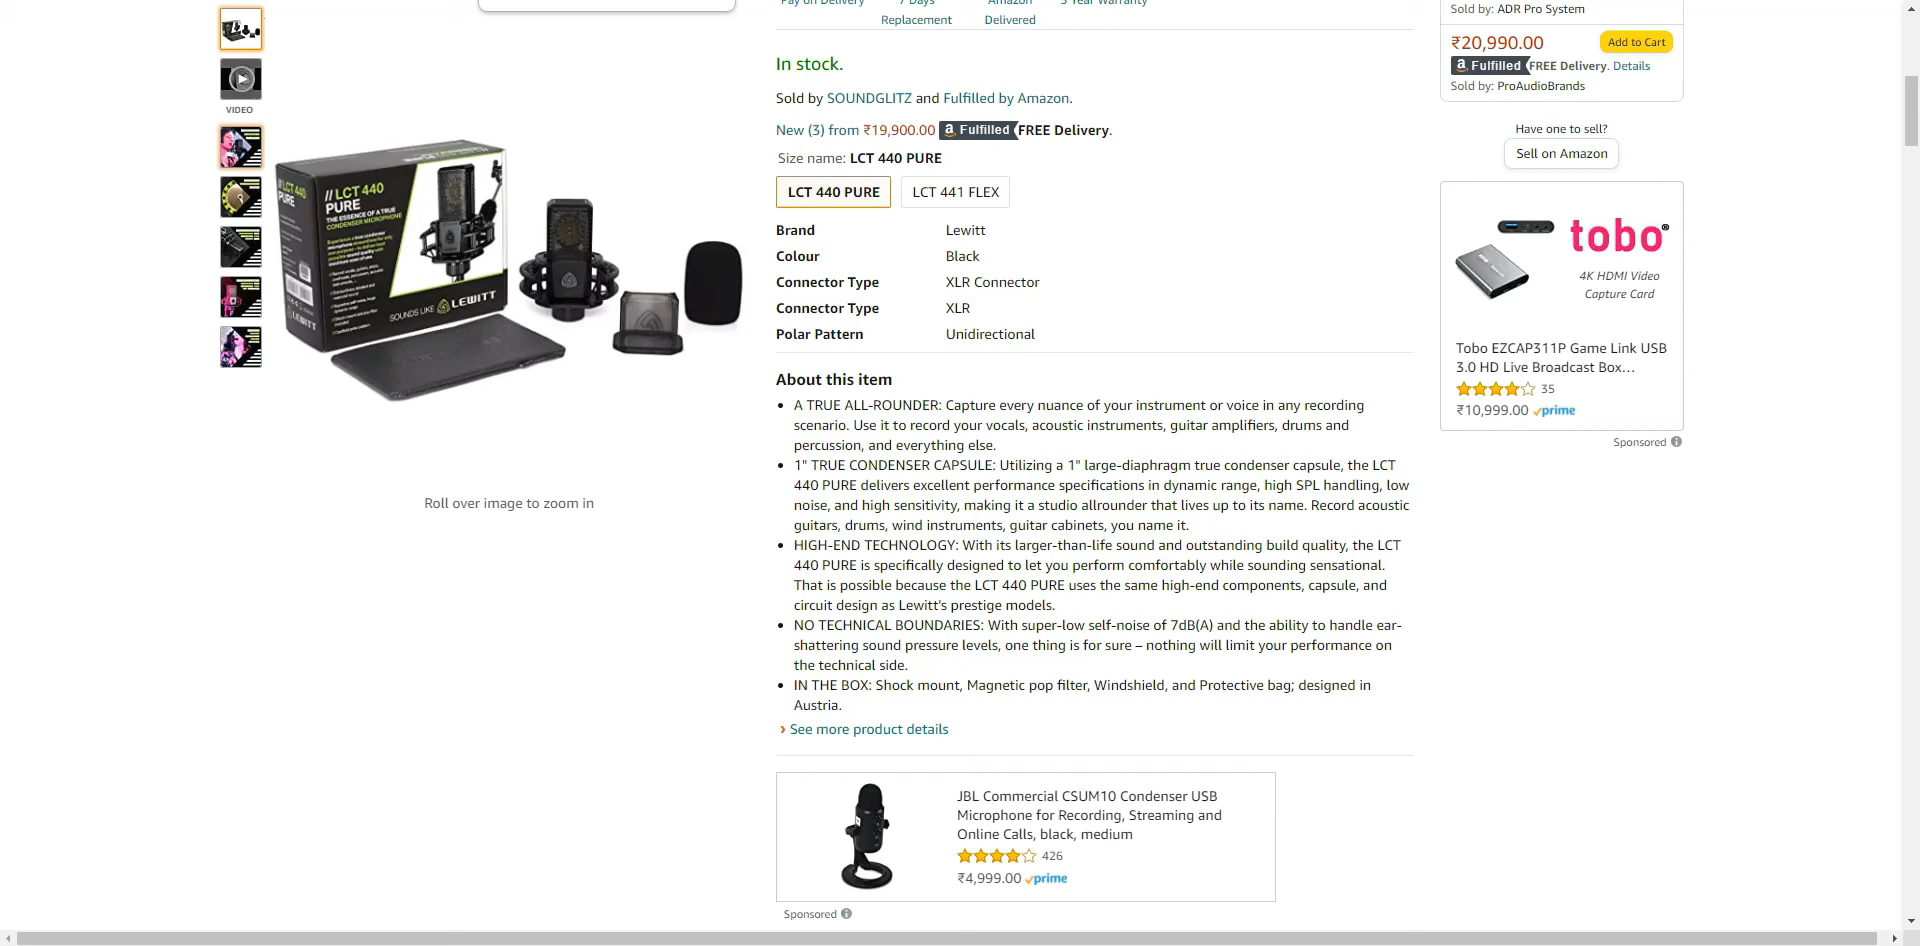 Pay on Delivery
7 Days
Replacement
Amazon
Delivered
3 Year Warranty
VIDEO
// LCT 440
PURE
THE ESSENCE OF A TRUE
CONDENSER MICROPHONE
SOUNDS LIKE LEWITT
// LCT 440
PURE
LEWITT
Roll over image to zoom in
In stock.
Sold by SOUNDGLITZ and Fulfilled by Amazon.
New (3) from ₹19,900.00 a Fulfilled FREE Delivery.
Size name: LCT 440 PURE
LCT 440 PURE
LCT 441 FLEX
Brand Lewitt
Colour Black
Connector Type XLR Connector
Connector Type XLR
Polar Pattern Unidirectional
About this item
• A TRUE ALL-ROUNDER: Capture every nuance of your instrument or voice in any recording
scenario. Use it to record your vocals, acoustic instruments, guitar amplifiers, drums and
percussion, and everything else.
• 1" TRUE CONDENSER CAPSULE: Utilizing a 1" large-diaphragm true condenser capsule, the LCT
440 PURE delivers excellent performance specifications in dynamic range, high SPL handling, low
noise, and high sensitivity, making it a studio allrounder that lives up to its name. Record acoustic
guitars, drums, wind instruments, guitar cabinets, you name it.
• HIGH-END TECHNOLOGY: With its larger-than-life sound and outstanding build quality, the LCT
440 PURE is specifically designed to let you perform comfortably while sounding sensational.
That is possible because the LCT 440 PURE uses the same high-end components, capsule, and
circuit design as Lewitt's prestige models.
• NO TECHNICAL BOUNDARIES: With super-low self-noise of 7dB(A) and the ability to handle ear-
shattering sound pressure levels, one thing is for sure – nothing will limit your performance on
the technical side.
• IN THE BOX: Shock mount, Magnetic pop filter, Windshield, and Protective bag; designed in
Austria.
› See more product details
JBL Commercial CSUM10 Condenser USB
Microphone for Recording, Streaming and
Online Calls, black, medium
426
₹4,999.00 prime
Sponsored
Sold by: ADR Pro System
₹20,990.00 Add to Cart
a Fulfilled FREE Delivery. Details
Sold by: ProAudioBrands
Have one to sell?
Sell on Amazon
tobo®
4K HDMI Video
Capture Card
Tobo EZCAP311P Game Link USB
3.0 HD Live Broadcast Box…
35
₹10,999.00 prime
Sponsored